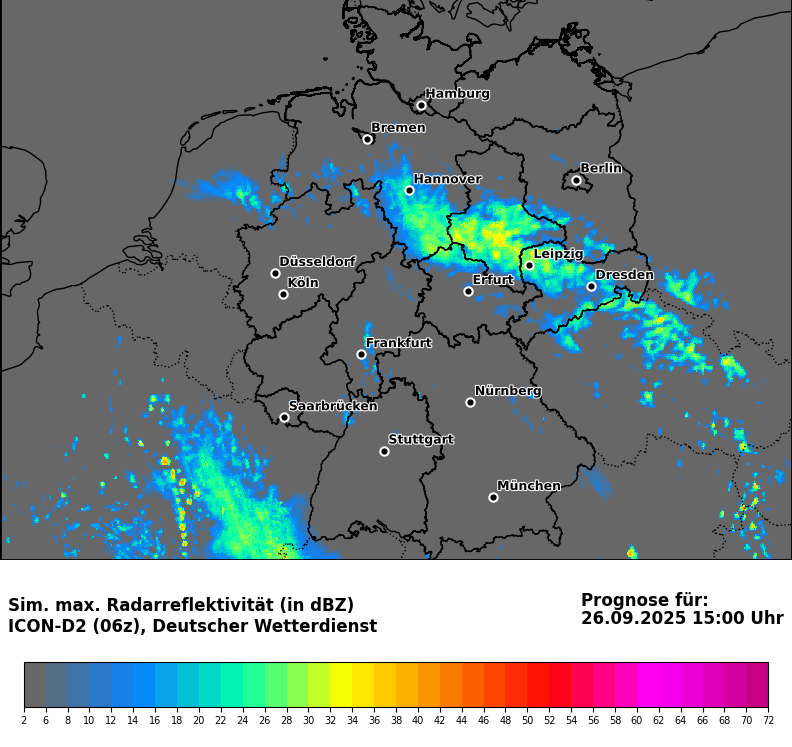 Hamburg
Bremen
Berlin
Hannover
Leipzig
Düsseldorf
Dresden
Erfurt
Köln
Frankfurt
Nürnberg
Saarbrücken
Stuttgart
München
Sim. max. Radarreflektivität (in dBZ)
ICON-D2 (06z), Deutscher Wetterdienst
Prognose für:
26.09.2025 15:00 Uhr
2 6 8 10 12 14 16 18 20 22 24 26 28 30 32 34 36 38 40 42 44 46 48 50 52 54 56 58 60 62 64 66 68 70 72